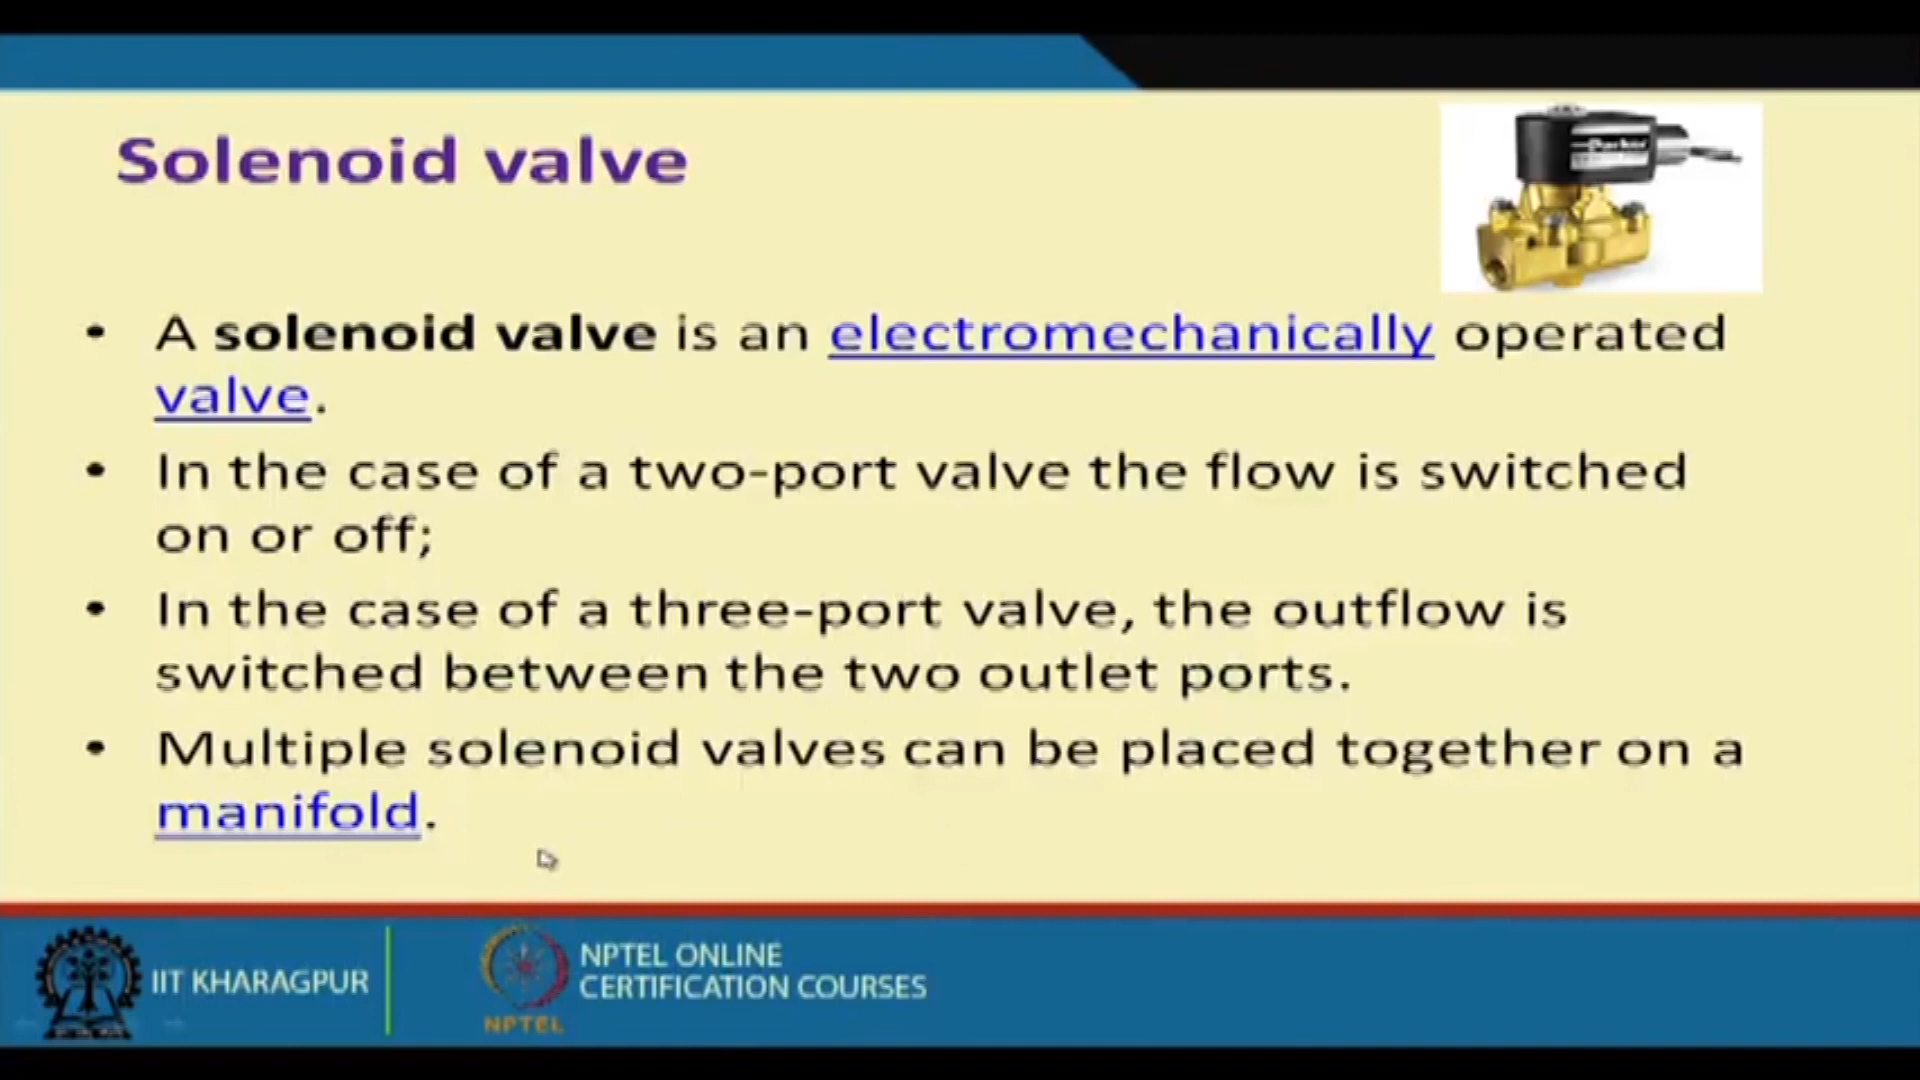 Solenoid valve
Parker
• A solenoid valve is an electromechanically operated
valve.
• In the case of a two-port valve the flow is switched
on or off;
• In the case of a three-port valve, the outflow is
switched between the two outlet ports.
• Multiple solenoid valves can be placed together on a
manifold.
IIT KHARAGPUR
NPTEL ONLINE
CERTIFICATION COURSES
NPTEL